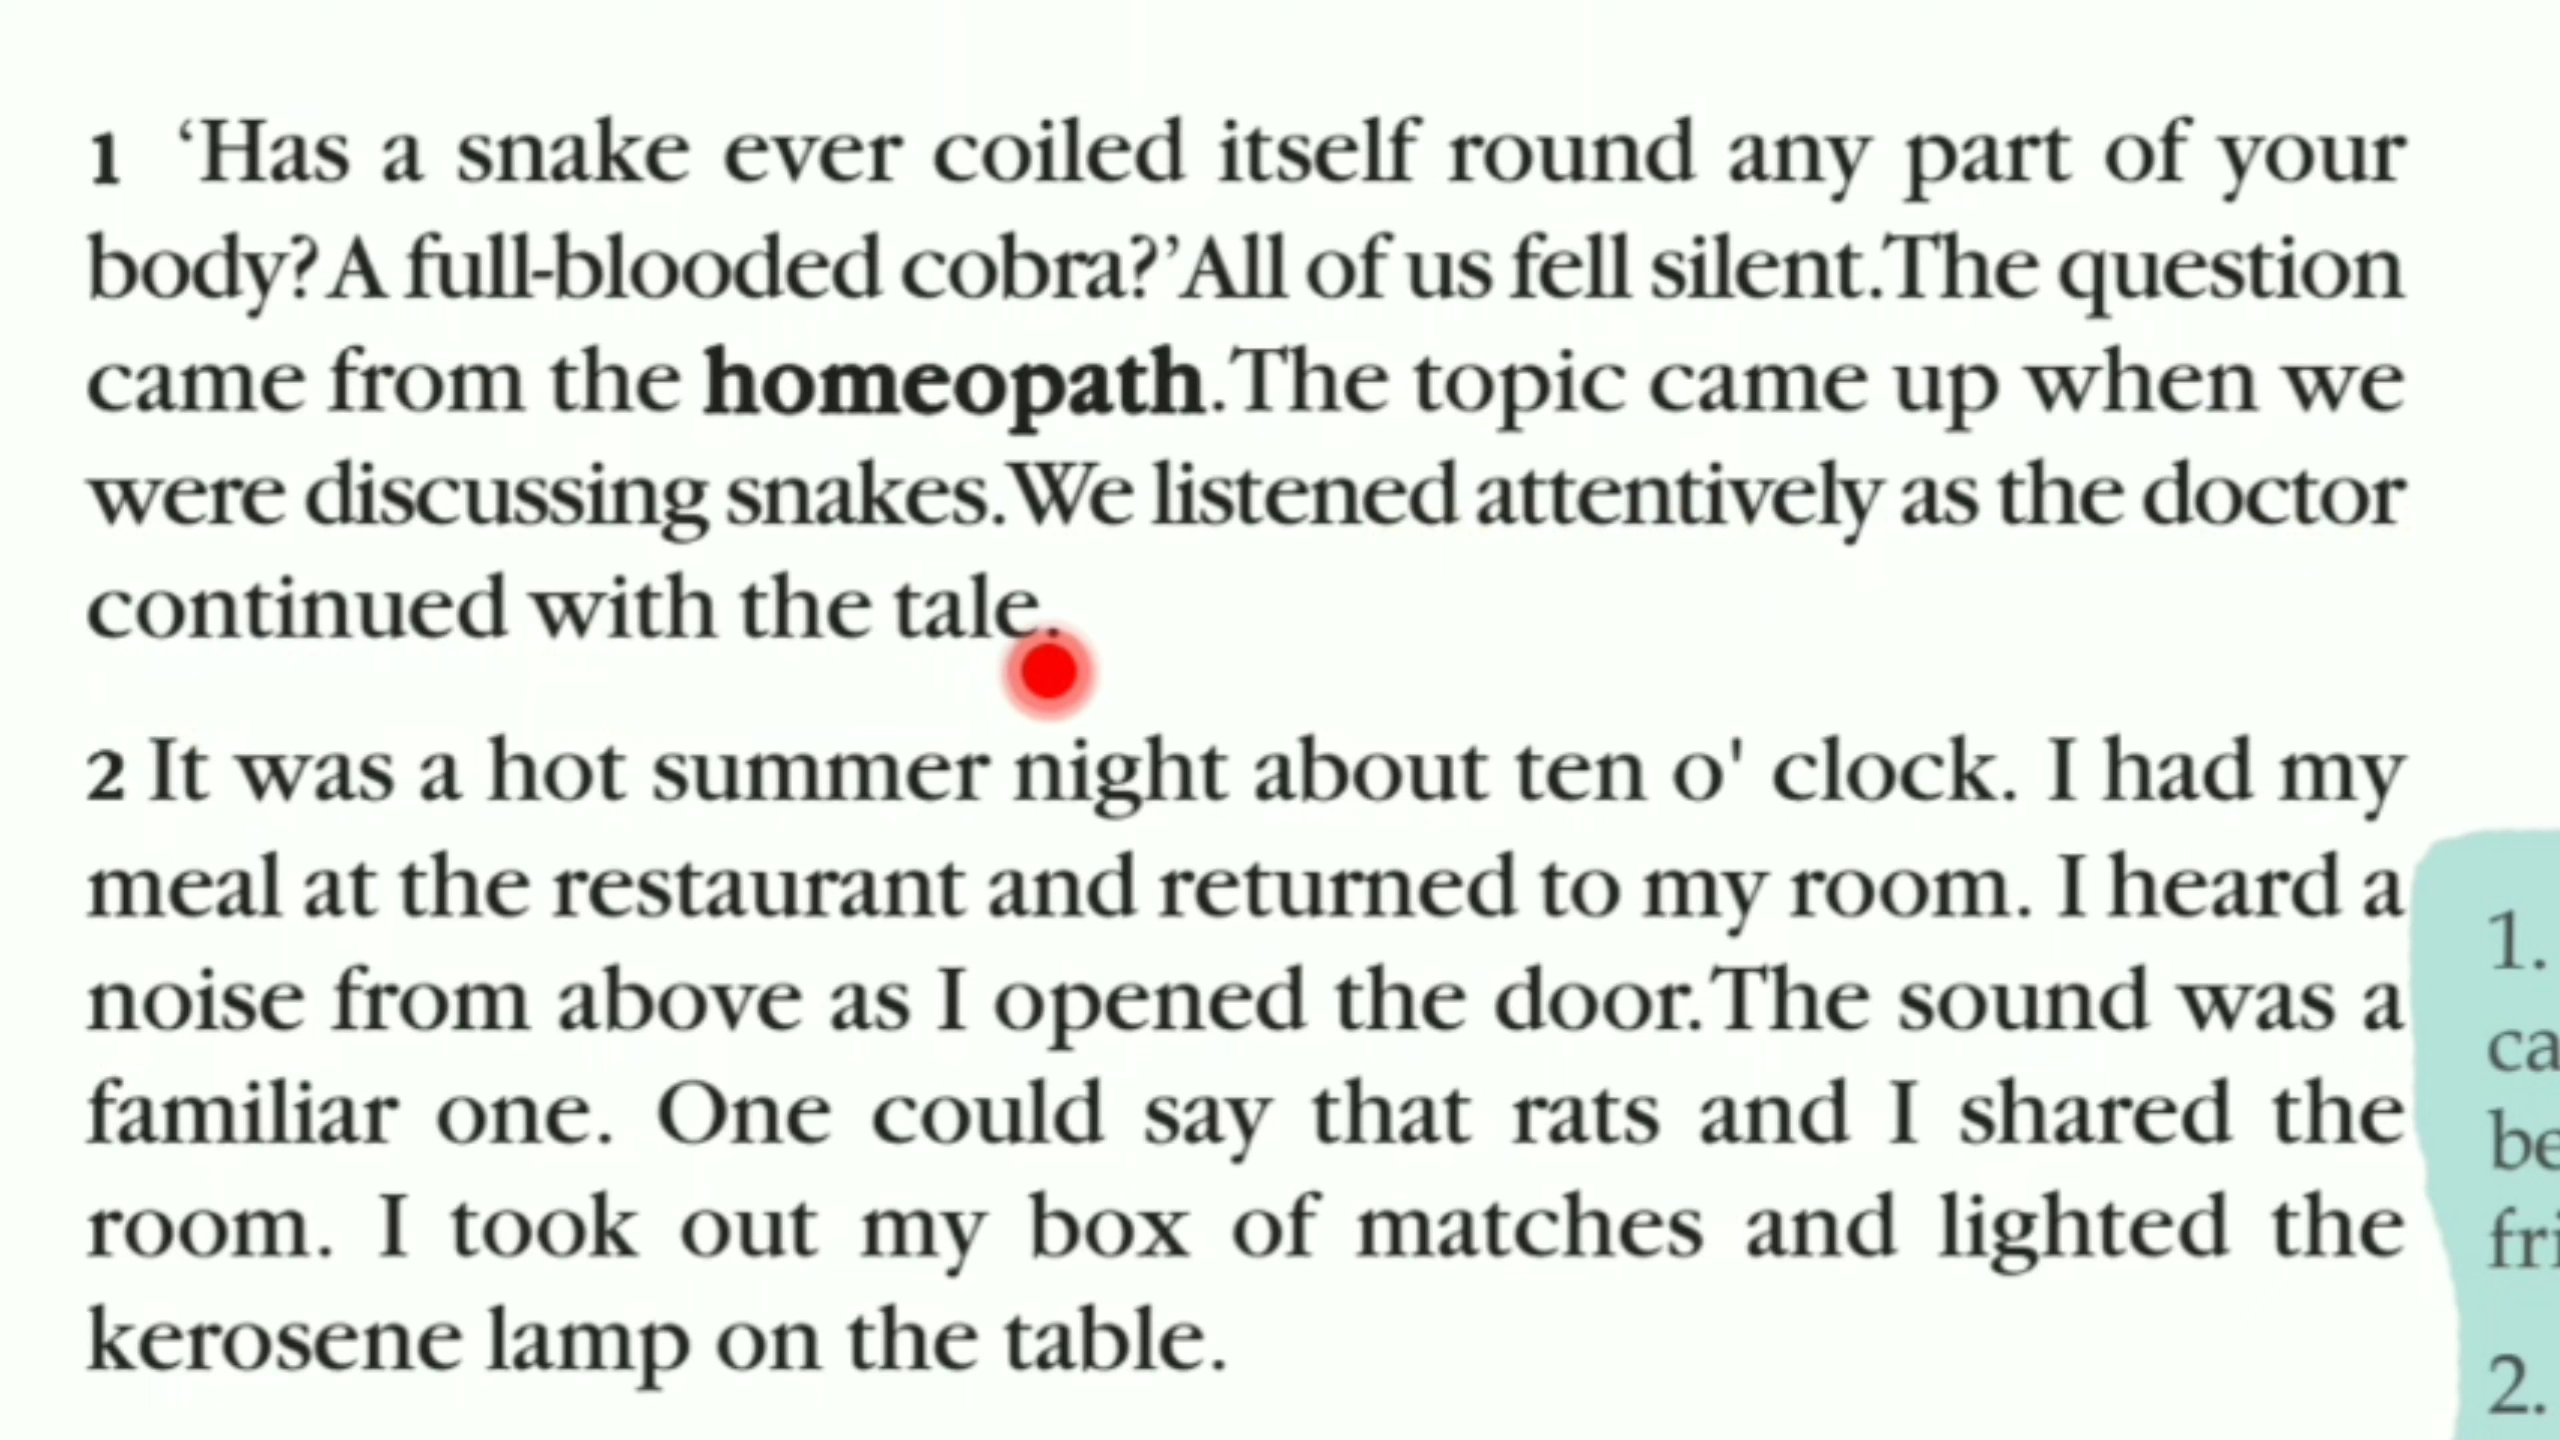 1 ‘Has a snake ever coiled itself round any part of your
body? A full-blooded cobra?’ All of us fell silent. The question
came from the homeopath. The topic came up when we
were discussing snakes. We listened attentively as the doctor
continued with the tale.
2 It was a hot summer night about ten o' clock. I had my
meal at the restaurant and returned to my room. I heard a
noise from above as I opened the door. The sound was a
familiar one. One could say that rats and I shared the
room. I took out my box of matches and lighted the
kerosene lamp on the table.
1.
2.